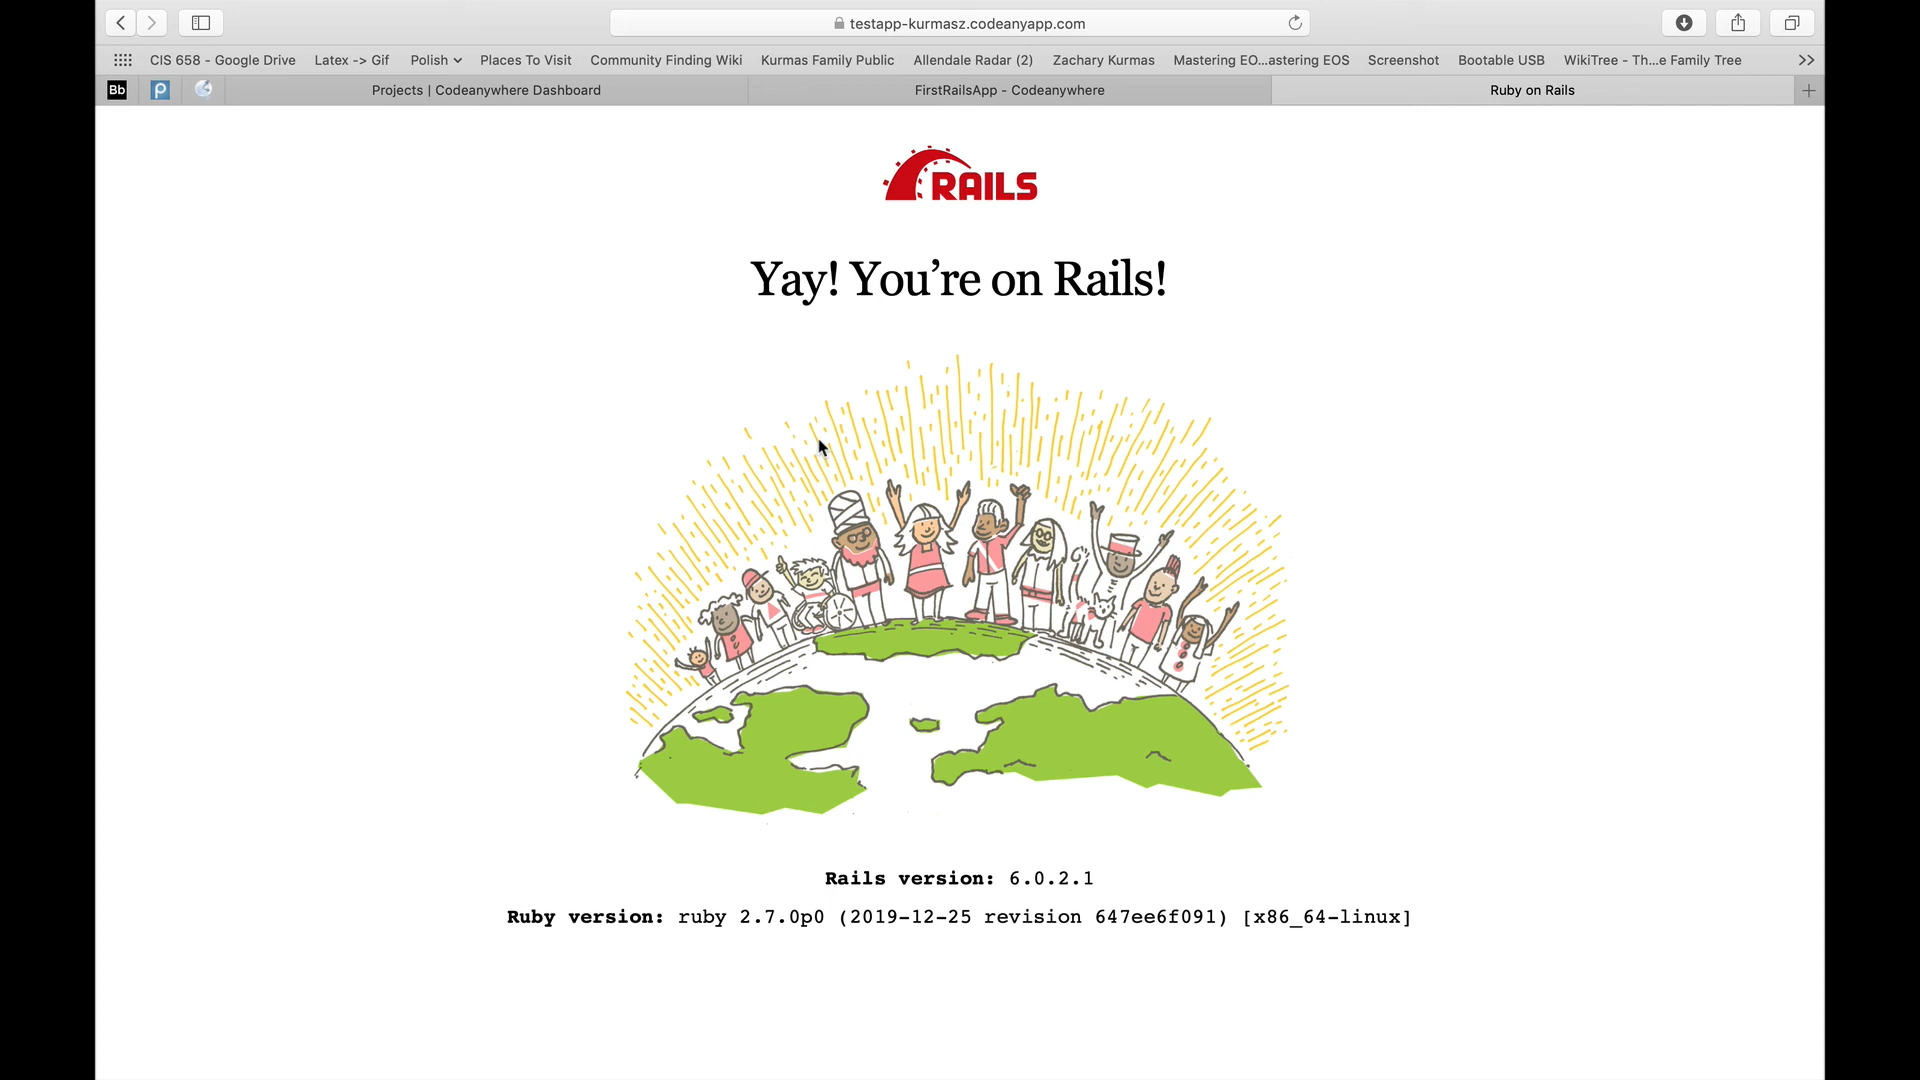 testapp-kurmasz.codeanyapp.com
CIS 658 - Google Drive Latex -> Gif Polish Places To Visit Community Finding Wiki Kurmas Family Public Allendale Radar (2) Zachary Kurmas Mastering EO...astering EOS Screenshot Bootable USB WikiTree - Th...e Family Tree
Bb P Projects | Codeanywhere Dashboard FirstRailsApp - Codeanywhere Ruby on Rails
RAILS
Yay! You’re on Rails!
Rails version: 6.0.2.1
Ruby version: ruby 2.7.0p0 (2019-12-25 revision 647ee6f091) [x86_64-linux]